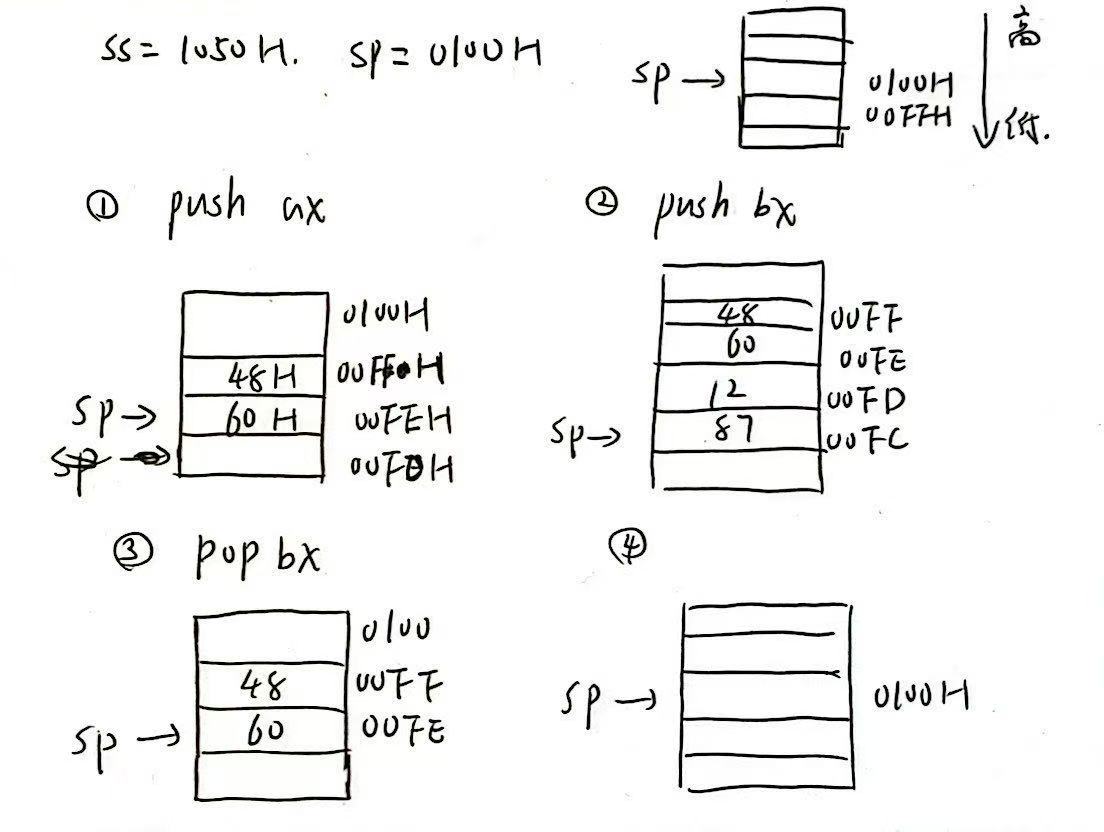 SS=1050H. SP=0100H
高
SP→
0100H
00FFH
低.
① push ax
② push bx
0100H
48H 00FFH
SP→ 60H 00FEH
SP→ 00FDH
48 00FF
60 00FE
12 00FD
SP→ 87 00FC
③ pop bx
④
0100
48 00FF
SP→ 60 00FE
SP→ 0100H